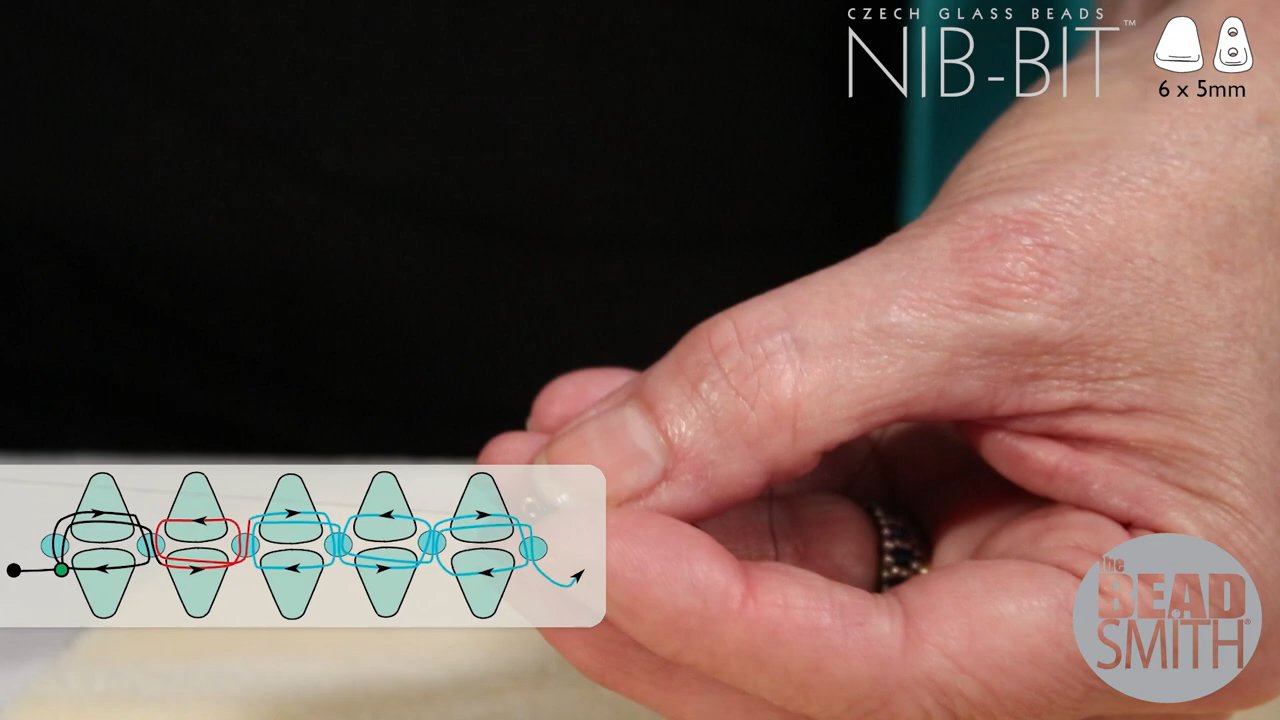 CZECH GLASS BEADS
NIB-BIT™
6 x 5mm
the
BEAD
SMITH®